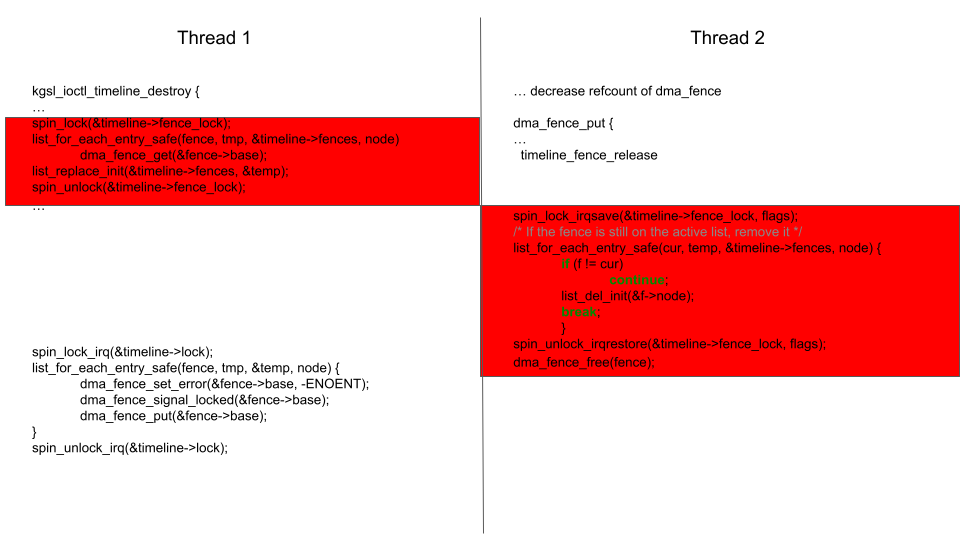 Thread 1
kgsl_ioctl_timeline_destroy {
…
spin_lock(&timeline->fence_lock);
list_for_each_entry_safe(fence, tmp, &timeline->fences, node)
dma_fence_get(&fence->base);
list_replace_init(&timeline->fences, &temp);
spin_unlock(&timeline->fence_lock);
…
spin_lock_irq(&timeline->lock);
list_for_each_entry_safe(fence, tmp, &temp, node) {
dma_fence_set_error(&fence->base, -ENOENT);
dma_fence_signal_locked(&fence->base);
dma_fence_put(&fence->base);
}
spin_unlock_irq(&timeline->lock);
Thread 2
… decrease refcount of dma_fence
dma_fence_put {
…
timeline_fence_release
spin_lock_irqsave(&timeline->fence_lock, flags);
/* If the fence is still on the active list, remove it */
list_for_each_entry_safe(cur, temp, &timeline->fences, node) {
if (f != cur)
continue;
list_del_init(&f->node);
break;
}
spin_unlock_irqrestore(&timeline->fence_lock, flags);
dma_fence_free(fence);